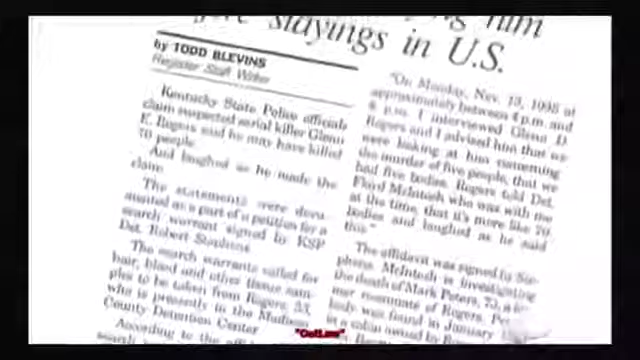 him
slayings in U.S.
by TODD BLEVINS
Register Staff Writer
Kentucky State Police officials
claim suspected serial killer Glenn
E. Rogers said he may have killed
70 people.
And laughed as he made the
claim.
The statements were
as a part of a petition for a
search warrant signed by KSP
Det. Robert Stephens
The search warrants called for
hair, blood and other tissue sam-
ples to be taken from Rogers, 33,
who is presently in the Madison
County Detention Center
According to the
"On Monday, Nov. 13, 1995 at
approximately between 4 p.m. and
p.m. I interviewed Glenn D.
Rogers and I advised him that we
were looking at him concerning
the murder of five people, that we
had five bodies. Rogers told Det.
Floyd McIntosh who was with me
at the time, that it's more like 70
bodies and laughed as he said
this."
The affidavit was signed by
McIntosh is investigating
the death of Mark Peters, 73, a
roommate of Rogers.
body was found in January
in a cabin owned by